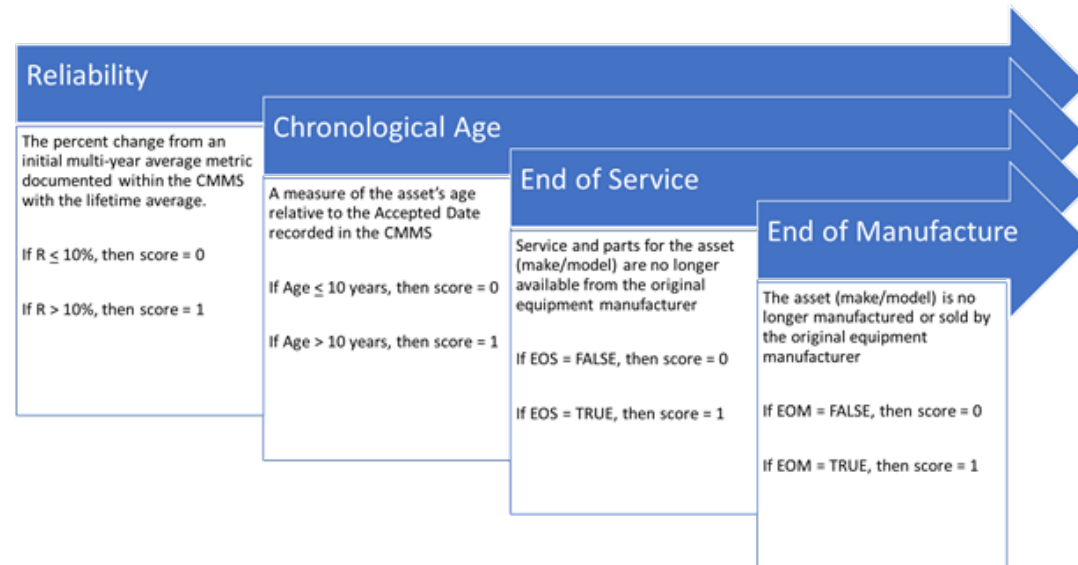 Reliability
The percent change from an
initial multi-year average metric
documented within the CMMS
with the lifetime average.
If R ≤ 10%, then score = 0
If R > 10%, then score = 1
Chronological Age
A measure of the asset's age
relative to the Accepted Date
recorded in the CMMS
If Age ≤ 10 years, then score = 0
If Age > 10 years, then score = 1
End of Service
Service and parts for the asset
(make/model) are no longer
available from the original
equipment manufacturer
If EOS = FALSE, then score = 0
If EOS = TRUE, then score = 1
End of Manufacture
The asset (make/model) is no
longer manufactured or sold by
the original equipment
manufacturer
If EOM = FALSE, then score = 0
If EOM = TRUE, then score = 1